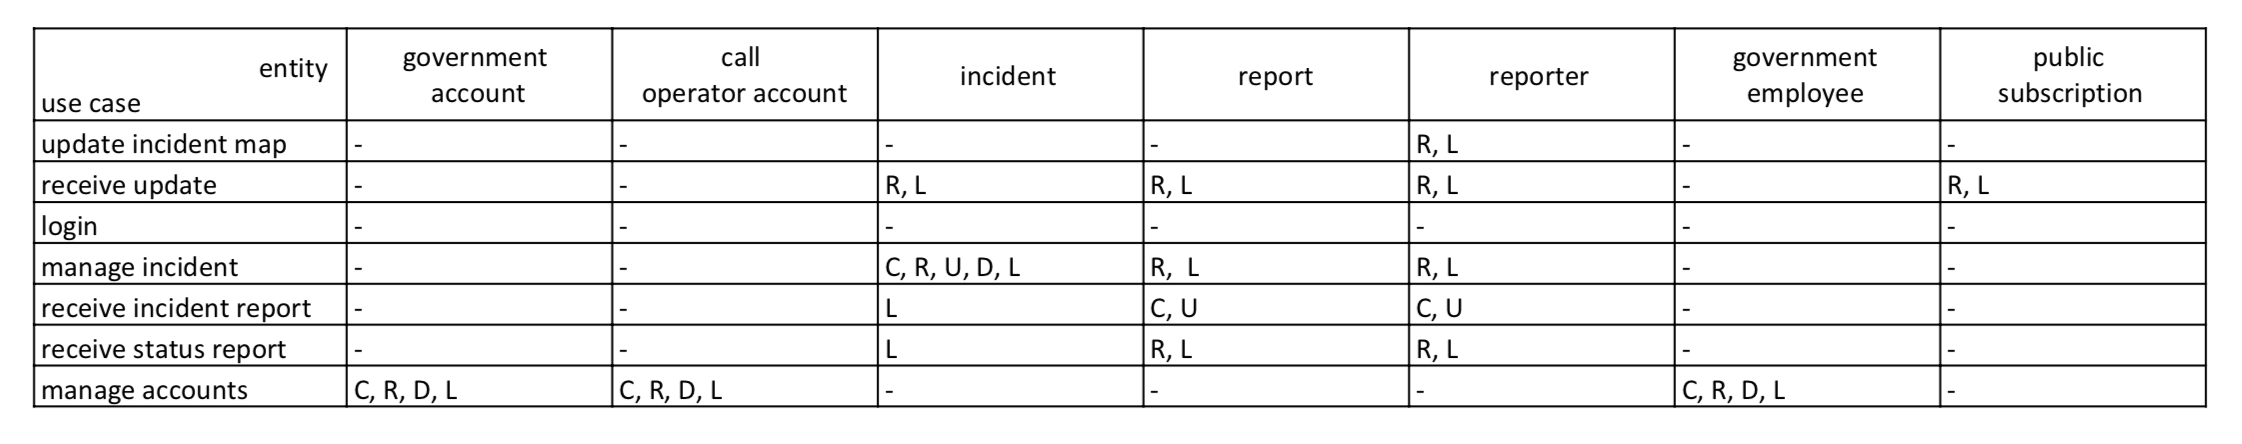 entity
use case
government
account
call
operator account
incident
report
reporter
government
employee
public
subscription
update incident map - - - - R, L - -
receive update - - R, L R, L R, L - R, L
login - - - - - - -
manage incident - - C, R, U, D, L R, L R, L - -
receive incident report - - L C, U C, U - -
receive status report - - L R, L R, L - -
manage accounts C, R, D, L C, R, D, L - - - C, R, D, L -